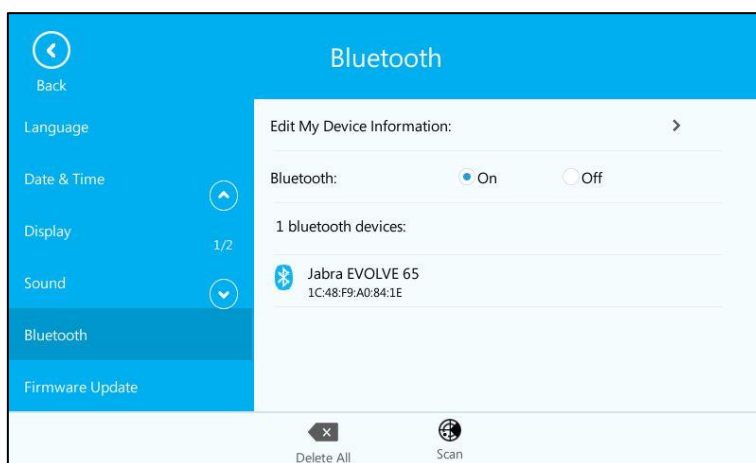 Bluetooth
Back
Language
Date & Time
Display
1/2
Sound
Bluetooth
Firmware Update
Edit My Device Information:
Bluetooth: On Off
1 bluetooth devices:
Jabra EVOLVE 65
1C:48:F9:A0:84:1E
Delete All Scan